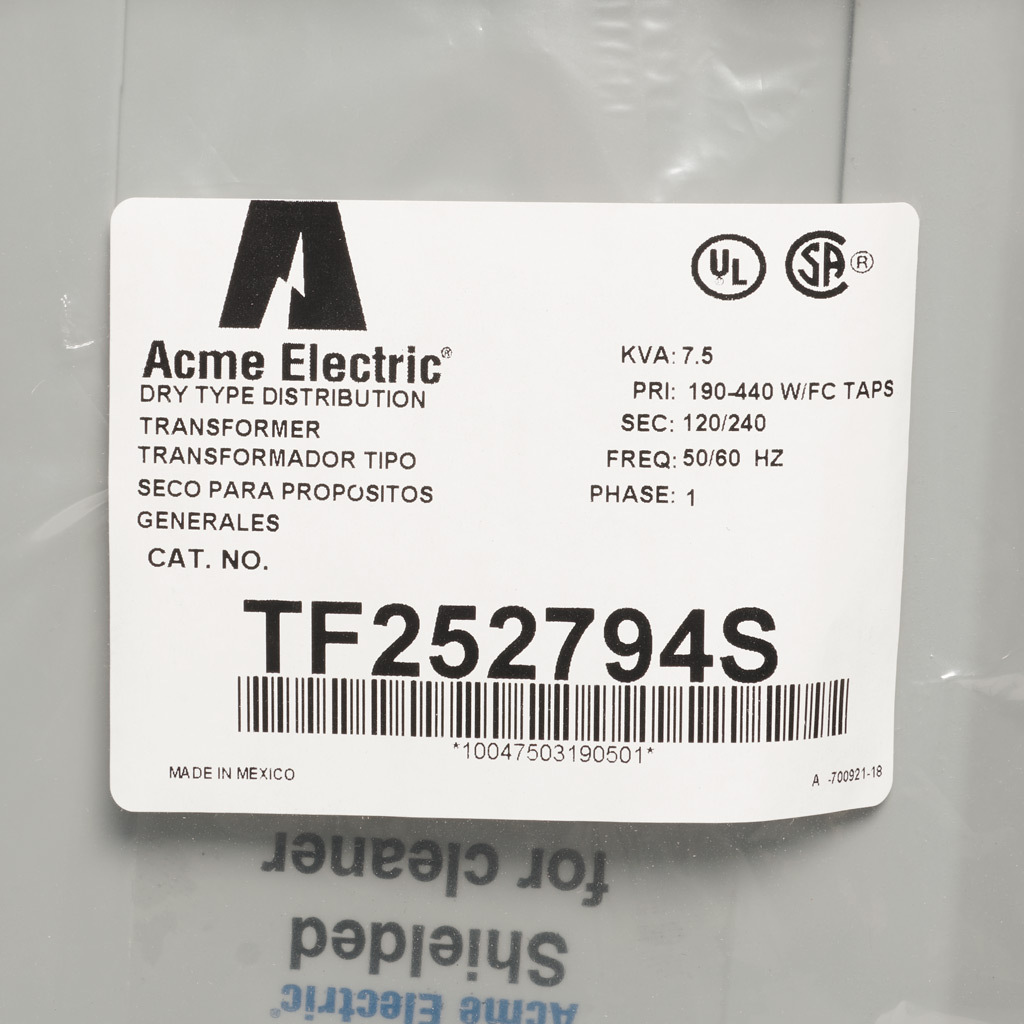 UL
SA ®
Acme Electric®
DRY TYPE DISTRIBUTION
TRANSFORMER
TRANSFORMADOR TIPO
SECO PARA PROPOSITOS
GENERALES
CAT. NO.
KVA: 7.5
PRI: 190-440 W/FC TAPS
SEC: 120/240
FREQ: 50/60 HZ
PHASE: 1
TF252794S
*10047503190501*
MADE IN MEXICO
A -700921-18
Acme Electric®
Shielded
for cleaner